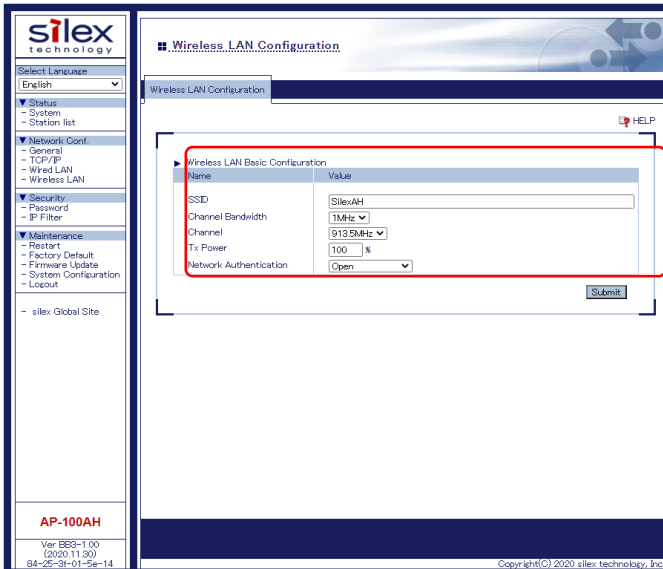 silex
technology
Select Language
English
▼ Status
- System
- Station list
▼ Network Conf.
- General
- TCP/IP
- Wired LAN
- Wireless LAN
▼ Security
- Password
- IP Filter
▼ Maintenance
- Restart
- Factory Default
- Firmware Update
- System Configuration
- Logout
- silex Global Site
AP-100AH
Ver BB3-1.00
(2020.11.30)
84-25-3f-01-5e-14
Wireless LAN Configuration
Wireless LAN Configuration
HELP
Wireless LAN Basic Configuration
Name Value
SSID SilexAH
Channel Bandwidth 1MHz
Channel 913.5MHz
Tx Power 100 %
Network Authentication Open
Submit
Copyright(C) 2020 silex technology, Inc